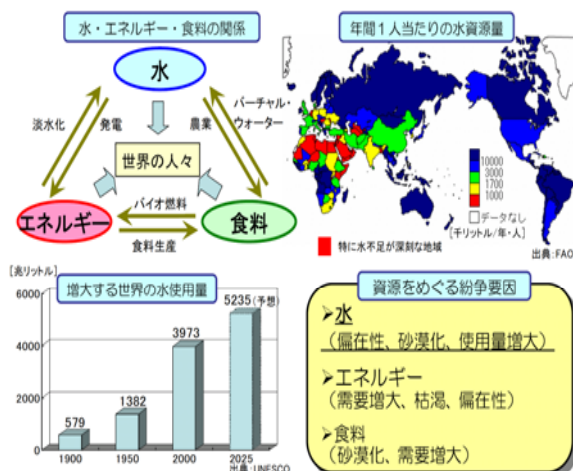 水・エネルギー・食料の関係
水
淡水化
発電
農業
バーチャル・
ウォーター
世界の人々
エネルギー
バイオ燃料
食料生産
食料
年間1人当たりの水資源量
10000
3000
1700
1000
データなし
[千リットル/年・人]
特に水不足が深刻な地域
出典:FAO
増大する世界の水使用量
[兆リットル]
6000
4000
2000
0
579
1382
3973
5235(予想)
1900
1950
2000
2025
出典:UNESCO
資源をめぐる紛争要因
➢水
(偏在性、砂漠化、使用量増大)
➢エネルギー
(需要増大、枯渇、偏在性)
➢食料
(砂漠化、需要増大)